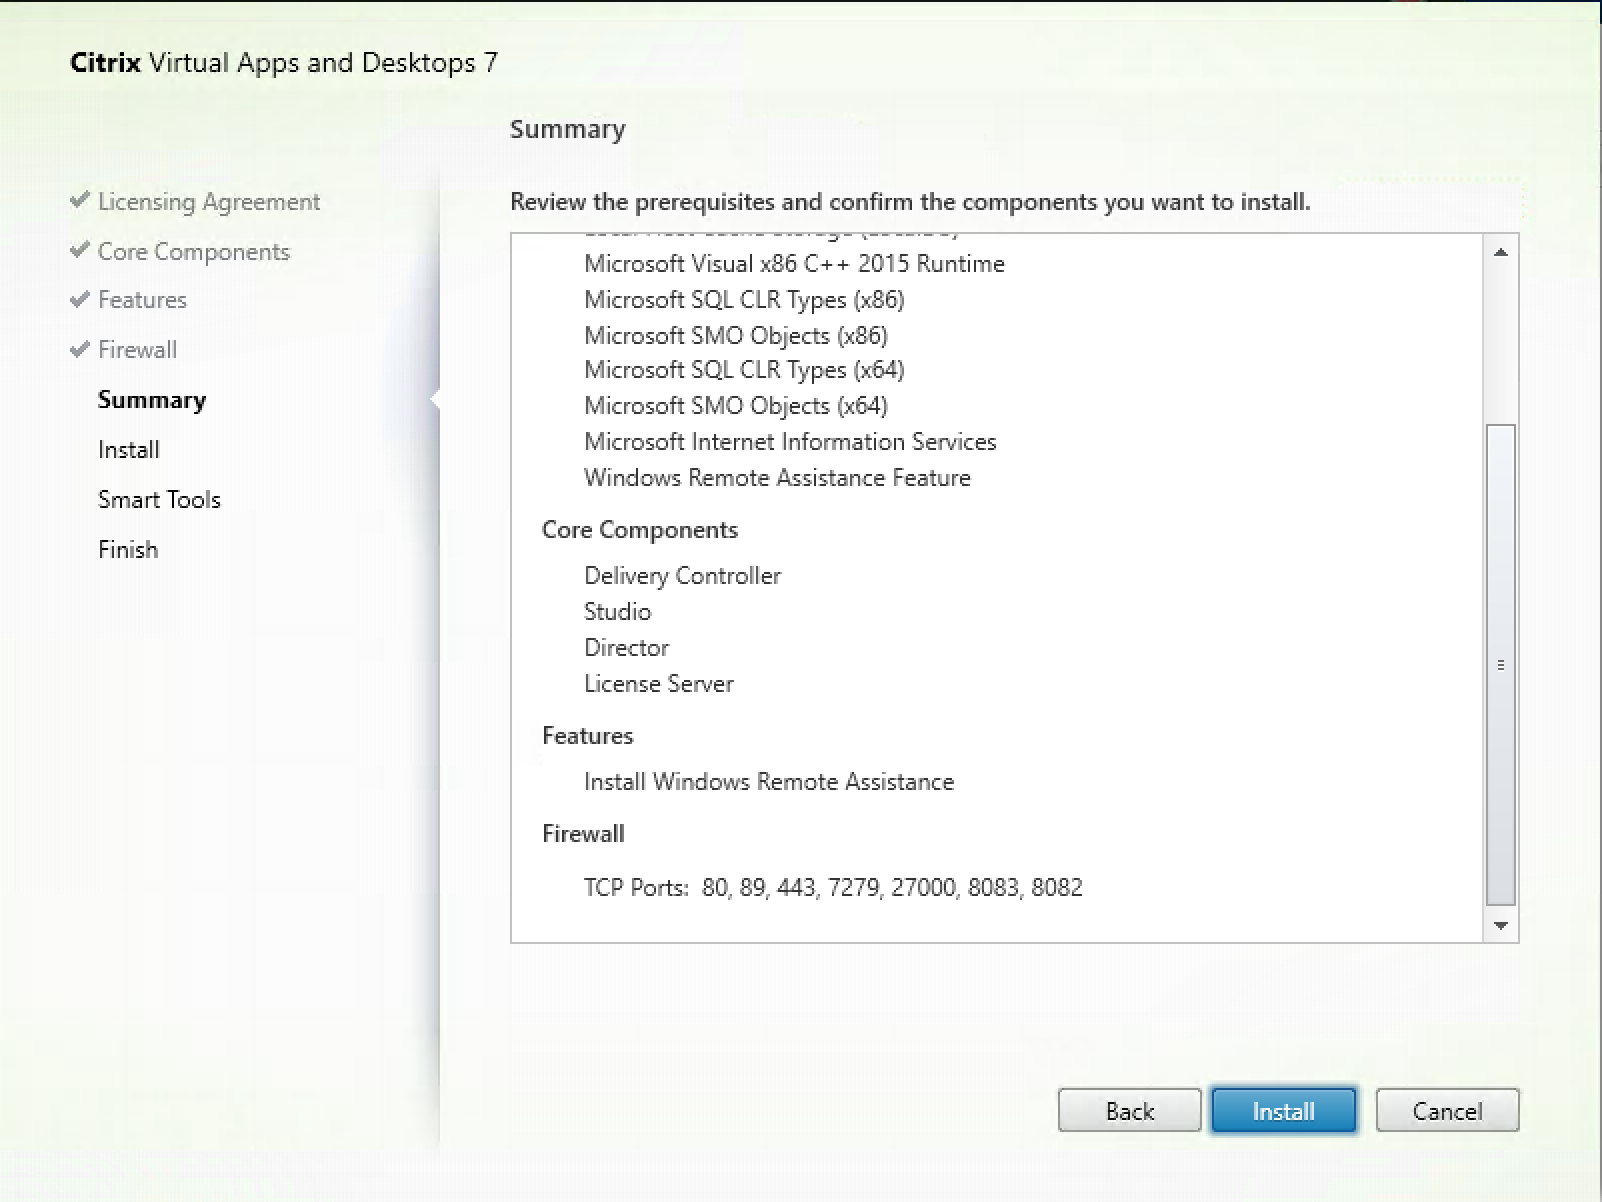 Citrix Virtual Apps and Desktops 7
Summary
Licensing Agreement
Core Components
Features
Firewall
Summary
Install
Smart Tools
Finish
Review the prerequisites and confirm the components you want to install.
Microsoft Visual x86 C++ 2015 Runtime
Microsoft SQL CLR Types (x86)
Microsoft SMO Objects (x86)
Microsoft SQL CLR Types (x64)
Microsoft SMO Objects (x64)
Microsoft Internet Information Services
Windows Remote Assistance Feature
Core Components
Delivery Controller
Studio
Director
License Server
Features
Install Windows Remote Assistance
Firewall
TCP Ports: 80, 89, 443, 7279, 27000, 8083, 8082
Back
Install
Cancel